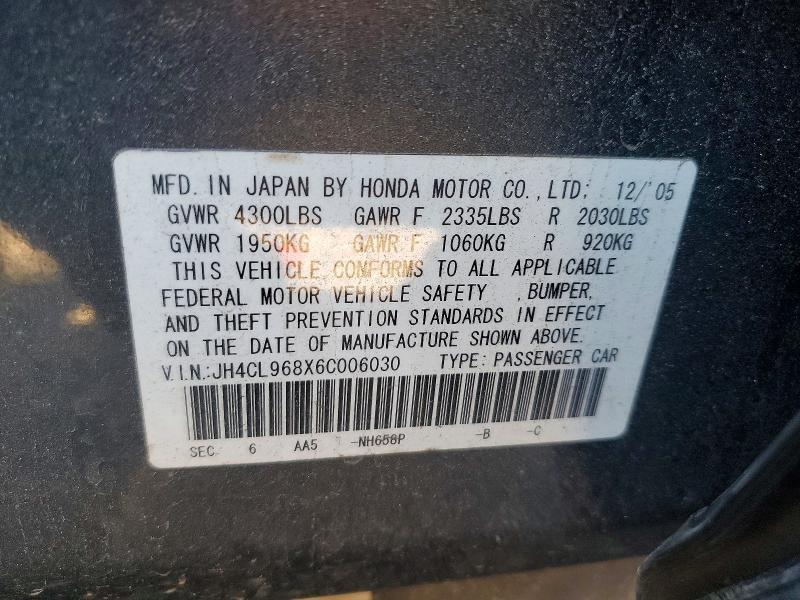 MFD. IN JAPAN BY HONDA MOTOR CO.,LTD; 12/'05
GVWR 4300LBS GAWR F 2335LBS R 2030LBS
GVWR 1950KG GAWR F 1060KG R 920KG
THIS VEHICLE CONFORMS TO ALL APPLICABLE
FEDERAL MOTOR VEHICLE SAFETY ,BUMPER,
AND THEFT PREVENTION STANDARDS IN EFFECT
ON THE DATE OF MANUFACTURE SHOWN ABOVE.
V.I.N.:JH4CL968X6C006030 TYPE: PASSENGER CAR
SEC 6 AA5 -NH658P -B -C